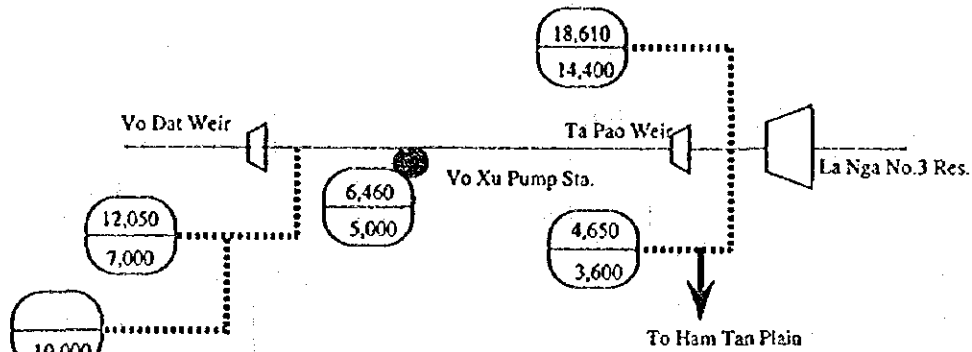 18,610
14,400
Vo Dat Weir
Ta Pao Weir
La Nga No.3 Res.
Vo Xu Pump Sta.
6,460
5,000
12,050
7,000
4,650
3,600
10,000
To Ham Tan Plain